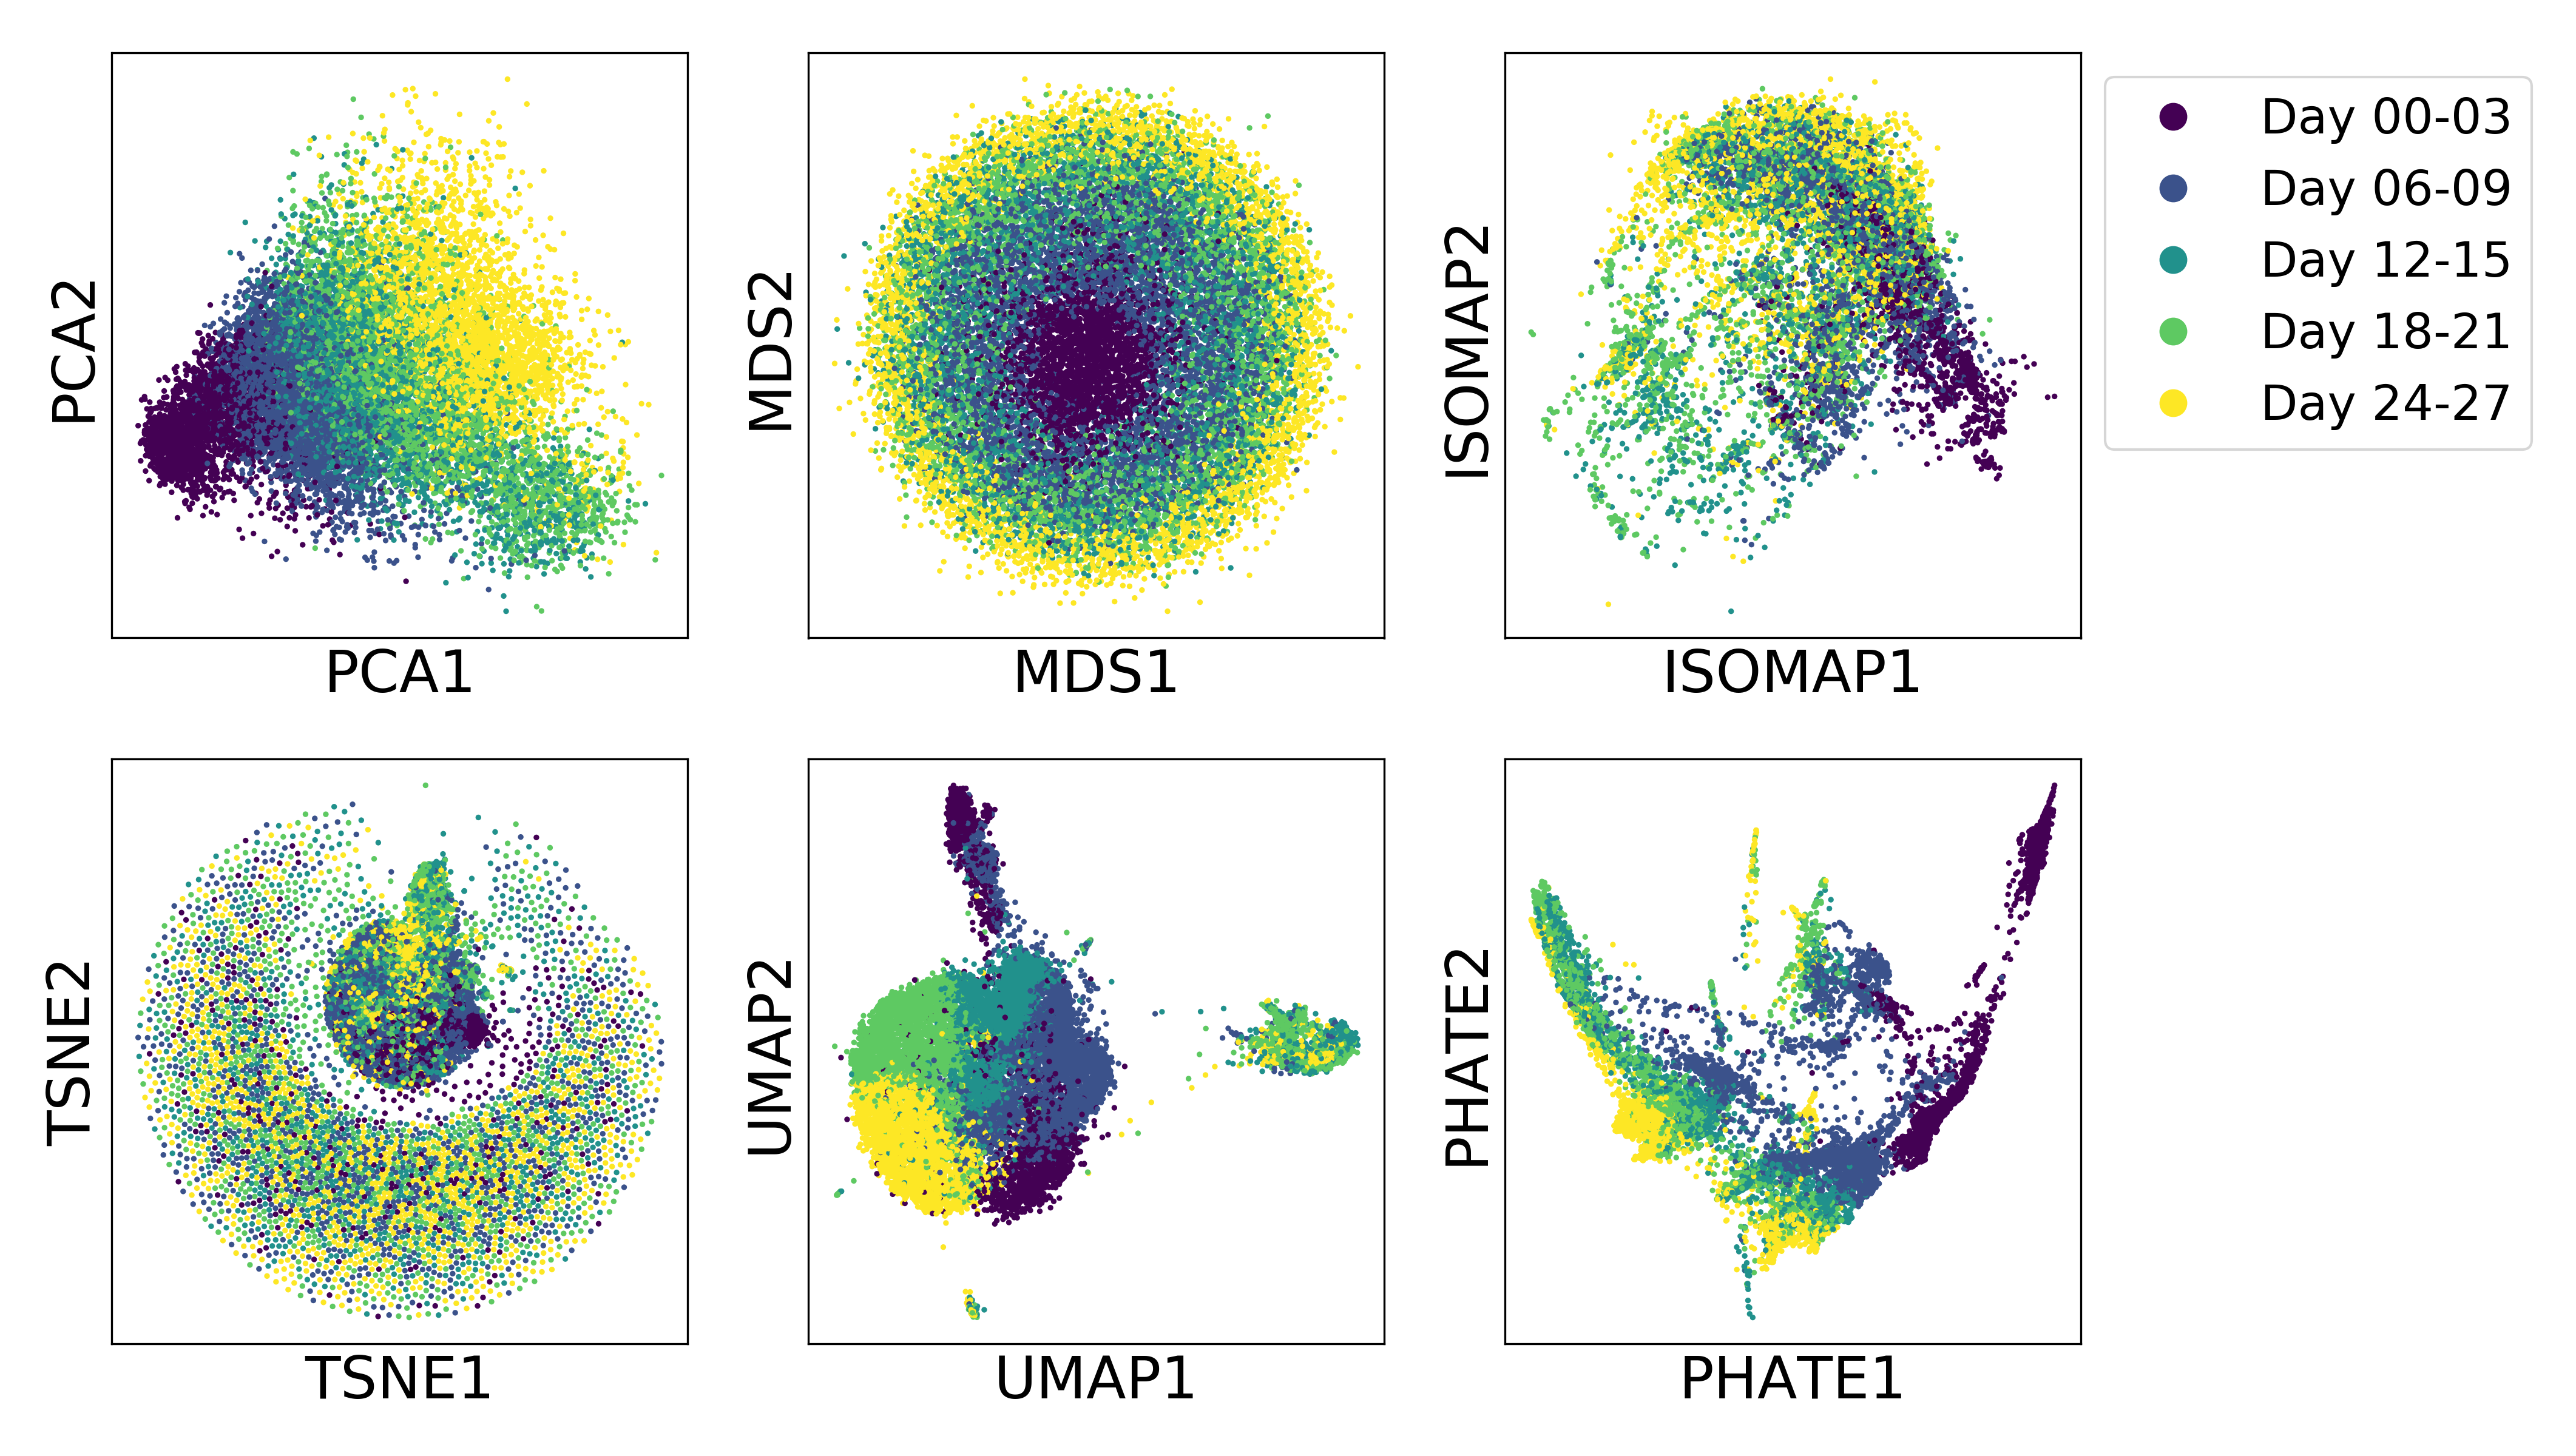 PCA2
PCA1
MDS2
MDS1
ISOMAP2
ISOMAP1
Day 00-03
Day 06-09
Day 12-15
Day 18-21
Day 24-27
TSNE2
TSNE1
UMAP2
UMAP1
PHATE2
PHATE1